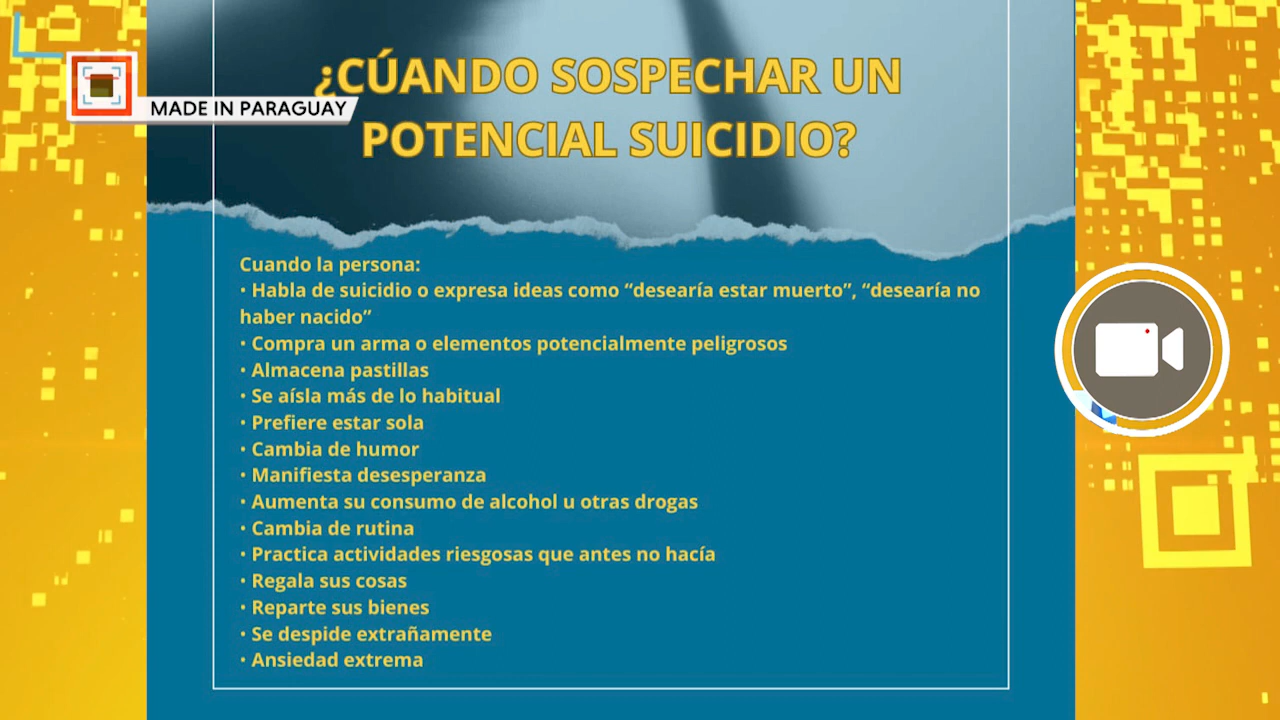 ¿CÚANDO SOSPECHAR UN
POTENCIAL SUICIDIO?
MADE IN PARAGUAY
Cuando la persona:
• Habla de suicidio o expresa ideas como “desearía estar muerto”, “desearía no
haber nacido”
• Compra un arma o elementos potencialmente peligrosos
• Almacena pastillas
• Se aísla más de lo habitual
• Prefiere estar sola
• Cambia de humor
• Manifiesta desesperanza
• Aumenta su consumo de alcohol u otras drogas
• Cambia de rutina
• Practica actividades riesgosas que antes no hacía
• Regala sus cosas
• Reparte sus bienes
• Se despide extrañamente
• Ansiedad extrema